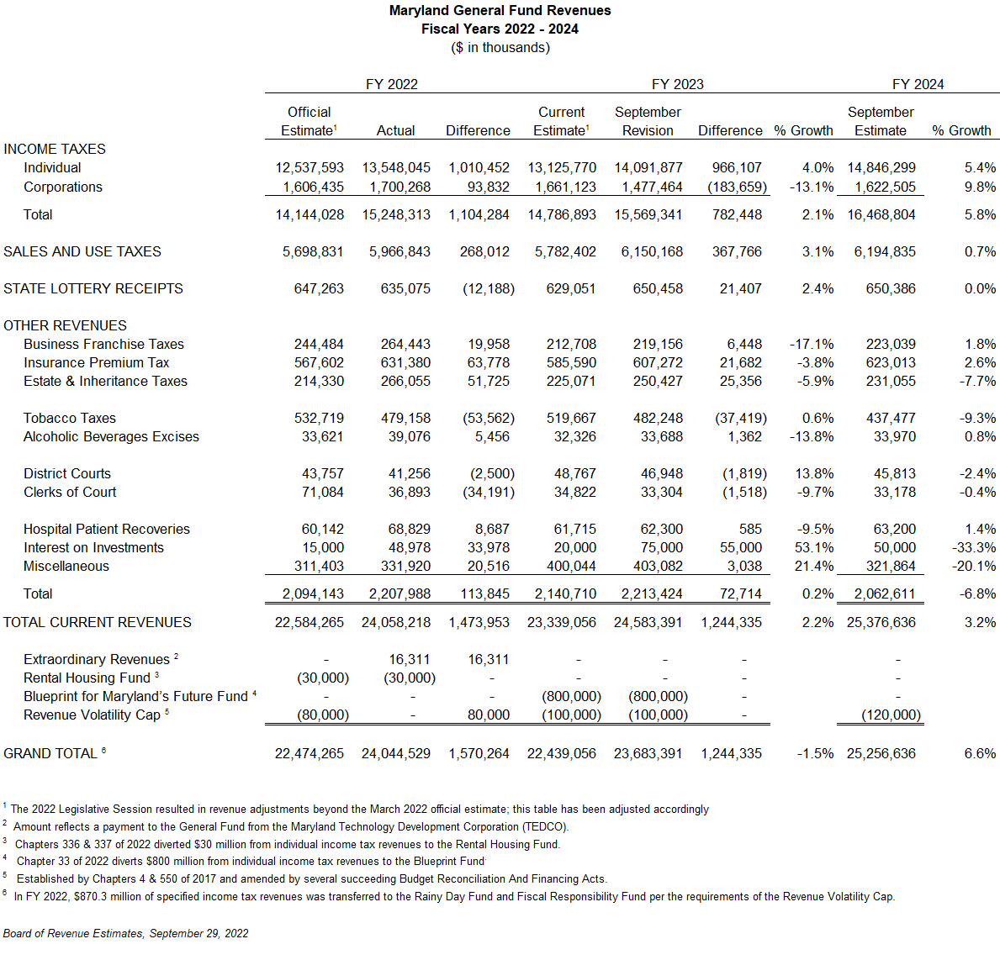 Maryland General Fund Revenues
Fiscal Years 2022 - 2024
($ in thousands)
FY 2022 FY 2023 FY 2024
Official Current September September
Estimate¹ Actual Difference Estimate¹ Revision Difference % Growth Estimate % Growth
INCOME TAXES
Individual 12,537,593 13,548,045 1,010,452 13,125,770 14,091,877 966,107 4.0% 14,846,299 5.4%
Corporations 1,606,435 1,700,268 93,832 1,661,123 1,477,464 (183,659) -13.1% 1,622,505 9.8%
Total 14,144,028 15,248,313 1,104,284 14,786,893 15,569,341 782,448 2.1% 16,468,804 5.8%
SALES AND USE TAXES 5,698,831 5,966,843 268,012 5,782,402 6,150,168 367,766 3.1% 6,194,835 0.7%
STATE LOTTERY RECEIPTS 647,263 635,075 (12,188) 629,051 650,458 21,407 2.4% 650,386 0.0%
OTHER REVENUES
Business Franchise Taxes 244,484 264,443 19,958 212,708 219,156 6,448 -17.1% 223,039 1.8%
Insurance Premium Tax 567,602 631,380 63,778 585,590 607,272 21,682 -3.8% 623,013 2.6%
Estate & Inheritance Taxes 214,330 266,055 51,725 225,071 250,427 25,356 -5.9% 231,055 -7.7%
Tobacco Taxes 532,719 479,158 (53,562) 519,667 482,248 (37,419) 0.6% 437,477 -9.3%
Alcoholic Beverages Excises 33,621 39,076 5,456 32,326 33,688 1,362 -13.8% 33,970 0.8%
District Courts 43,757 41,256 (2,500) 48,767 46,948 (1,819) 13.8% 45,813 -2.4%
Clerks of Court 71,084 36,893 (34,191) 34,822 33,304 (1,518) -9.7% 33,178 -0.4%
Hospital Patient Recoveries 60,142 68,829 8,687 61,715 62,300 585 -9.5% 63,200 1.4%
Interest on Investments 15,000 48,978 33,978 20,000 75,000 55,000 53.1% 50,000 -33.3%
Miscellaneous 311,403 331,920 20,516 400,044 403,082 3,038 21.4% 321,864 -20.1%
Total 2,094,143 2,207,988 113,845 2,140,710 2,213,424 72,714 0.2% 2,062,611 -6.8%
TOTAL CURRENT REVENUES 22,584,265 24,058,218 1,473,953 23,339,056 24,583,391 1,244,335 2.2% 25,376,636 3.2%
Extraordinary Revenues ² - 16,311 16,311 - - - -
Rental Housing Fund ³ (30,000) (30,000) - - - - -
Blueprint for Maryland’s Future Fund ⁴ - - - (800,000) (800,000) - -
Revenue Volatility Cap ⁵ (80,000) - 80,000 (100,000) (100,000) - (120,000)
GRAND TOTAL ⁶ 22,474,265 24,044,529 1,570,264 22,439,056 23,683,391 1,244,335 -1.5% 25,256,636 6.6%
¹ The 2022 Legislative Session resulted in revenue adjustments beyond the March 2022 official estimate; this table has been adjusted accordingly
² Amount reflects a payment to the General Fund from the Maryland Technology Development Corporation (TEDCO).
³ Chapters 336 & 337 of 2022 diverted $30 million from individual income tax revenues to the Rental Housing Fund.
⁴ Chapter 33 of 2022 diverts $800 million from individual income tax revenues to the Blueprint Fund.
⁵ Established by Chapters 4 & 550 of 2017 and amended by several succeeding Budget Reconciliation And Financing Acts.
⁶ In FY 2022, $870.3 million of specified income tax revenues was transferred to the Rainy Day Fund and Fiscal Responsibility Fund per the requirements of the Revenue Volatility Cap.
Board of Revenue Estimates, September 29, 2022